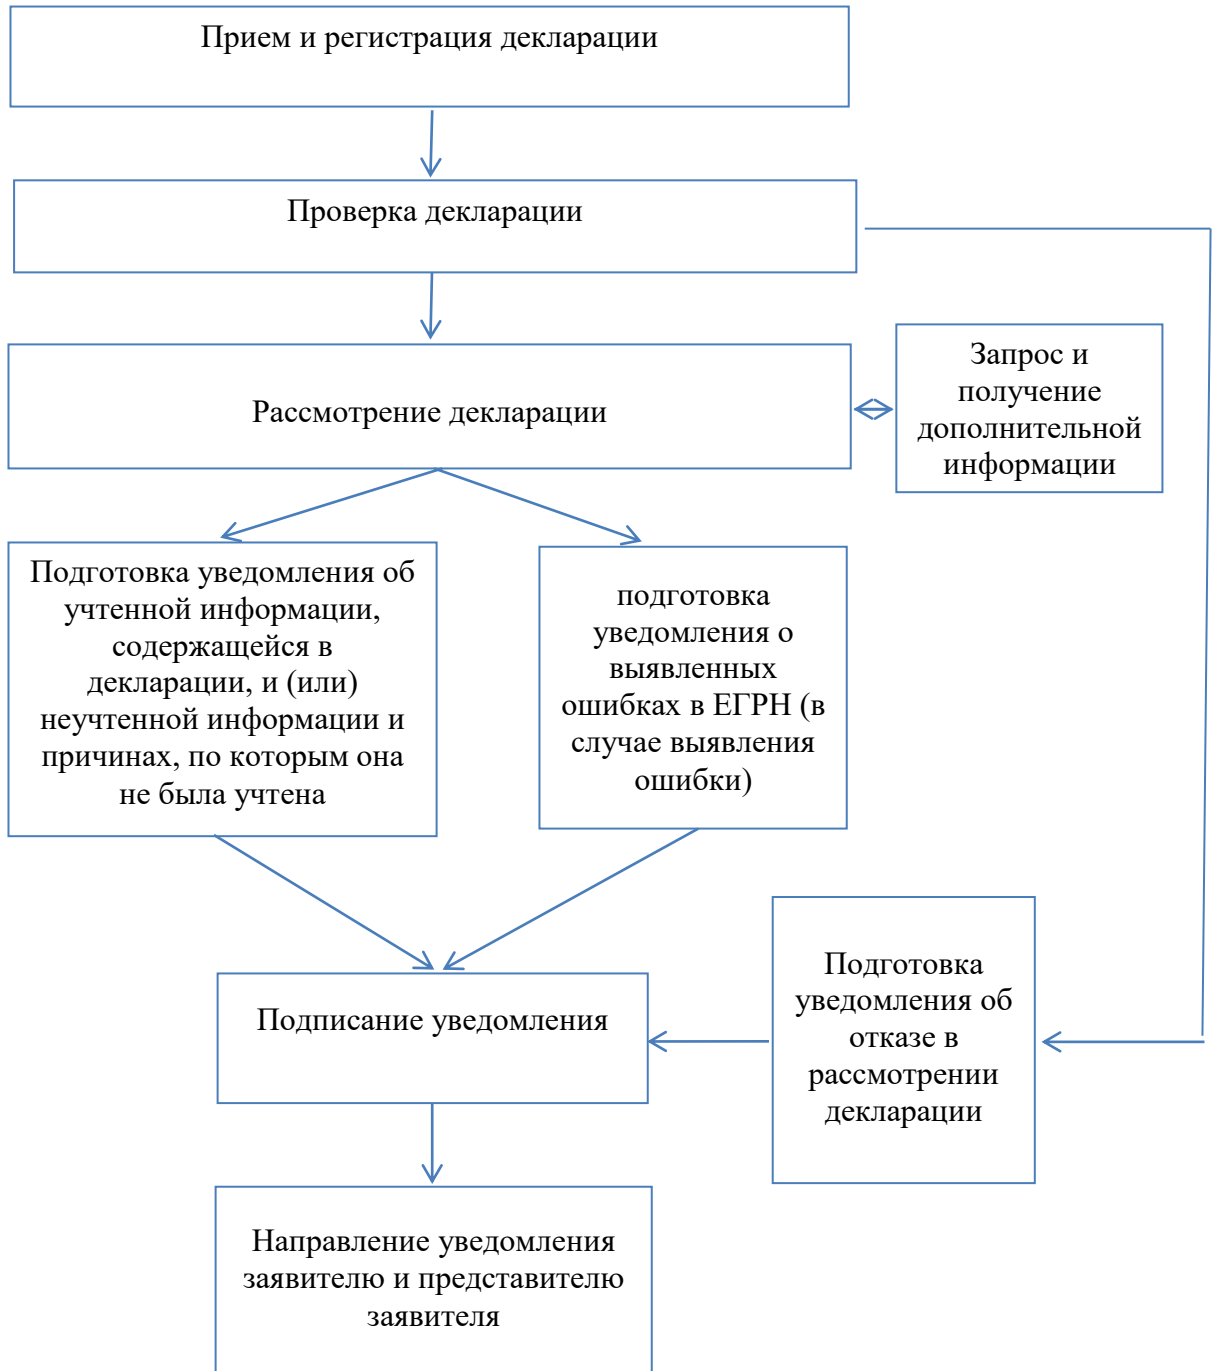 Прием и регистрация декларации
Проверка декларации
Рассмотрение декларации
Запрос и
получение
дополнительной
информации
Подготовка уведомления об
учтенной информации,
содержащейся в
декларации, и (или)
неучтенной информации и
причинах, по которым она
не была учтена
подготовка
уведомления о
выявленных
ошибках в ЕГРН (в
случае выявления
ошибки)
Подготовка
уведомления об
отказе в
рассмотрении
декларации
Подписание уведомления
Направление уведомления
заявителю и представителю
заявителя